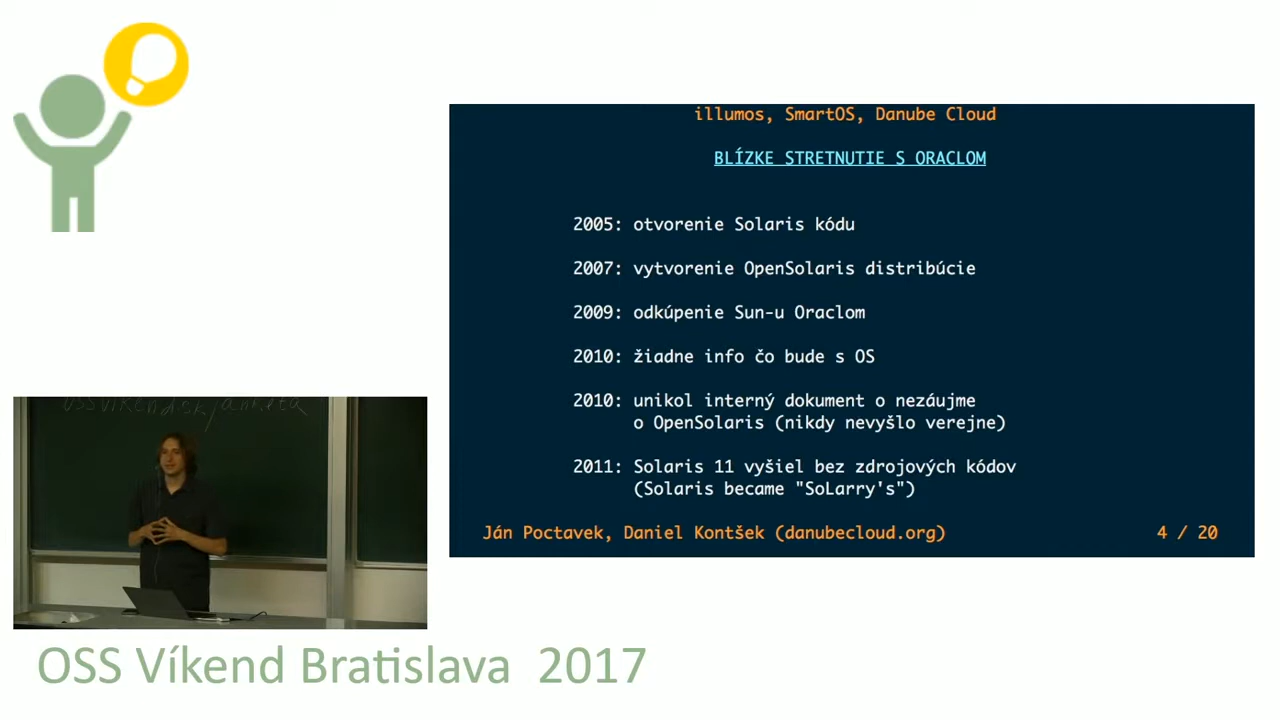 illumos, SmartOS, Danube Cloud
BLÍZKE STRETNUTIE S ORACLOM
2005: otvorenie Solaris kódu
2007: vytvorenie OpenSolaris distribúcie
2009: odkúpenie Sun-u Oraclom
2010: žiadne info čo bude s OS
2010: unikol interný dokument o nezáujme
o OpenSolaris (nikdy nevyšlo verejne)
2011: Solaris 11 vyšiel bez zdrojových kódov
(Solaris became "SoLarry's")
Ján Poctavek, Daniel Kontšek (danubecloud.org)
4 / 20
OSS Víkend Bratislava 2017